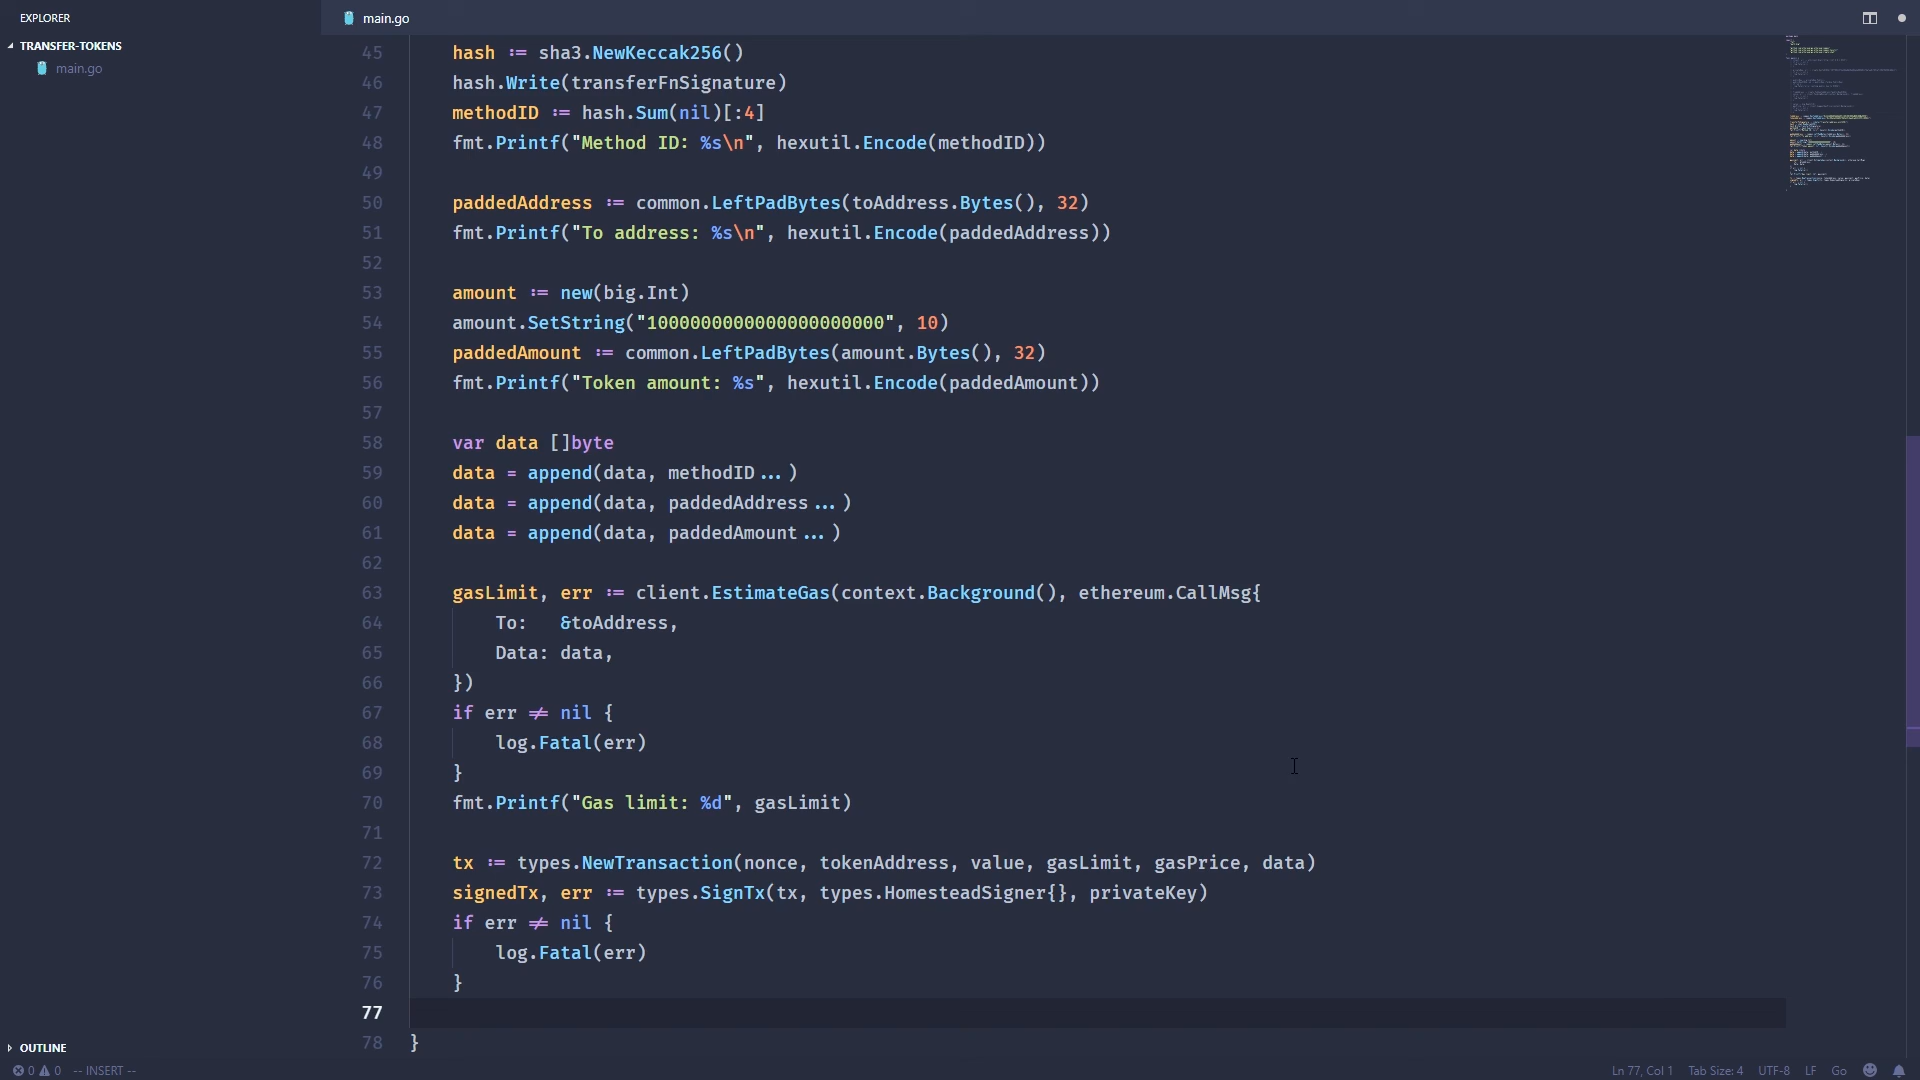 EXPLORER
TRANSFER-TOKENS
main.go
main.go
45 hash := sha3.NewKeccak256()
46 hash.Write(transferFnSignature)
47 methodID := hash.Sum(nil)[:4]
48 fmt.Printf("Method ID: %s\n", hexutil.Encode(methodID))
49
50 paddedAddress := common.LeftPadBytes(toAddress.Bytes(), 32)
51 fmt.Printf("To address: %s\n", hexutil.Encode(paddedAddress))
52
53 amount := new(big.Int)
54 amount.SetString("1000000000000000000000", 10)
55 paddedAmount := common.LeftPadBytes(amount.Bytes(), 32)
56 fmt.Printf("Token amount: %s", hexutil.Encode(paddedAmount))
57
58 var data []byte
59 data = append(data, methodID...)
60 data = append(data, paddedAddress...)
61 data = append(data, paddedAmount...)
62
63 gasLimit, err := client.EstimateGas(context.Background(), ethereum.CallMsg{
64 To:   &toAddress,
65 Data: data,
66 })
67 if err != nil {
68 log.Fatal(err)
69 }
70 fmt.Printf("Gas limit: %d", gasLimit)
71
72 tx := types.NewTransaction(nonce, tokenAddress, value, gasLimit, gasPrice, data)
73 signedTx, err := types.SignTx(tx, types.HomesteadSigner{}, privateKey)
74 if err != nil {
75 log.Fatal(err)
76 }
77
78 }
OUTLINE
0 0 -- INSERT --
Ln 77, Col 1 Tab Size: 4 UTF-8 LF Go